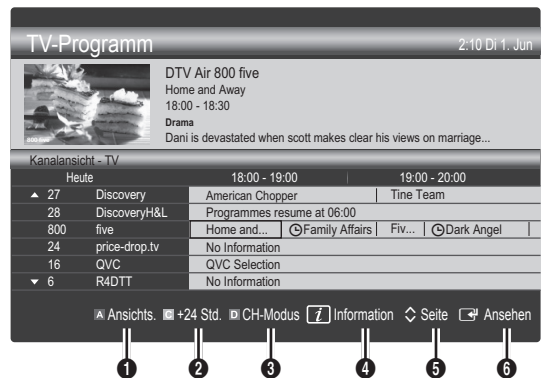 TV-Programm 2:10 Di 1. Jun
DTV Air 800 five
Home and Away
18:00 - 18:30
Drama
Dani is devastated when scott makes clear his views on marriage...
800 five
Kanalansicht - TV
Heute 18:00 - 19:00 19:00 - 20:00
▲ 27 Discovery American Chopper Tine Team
28 DiscoveryH&L Programmes resume at 06:00
800 five Home and... Family Affairs Fiv... Dark Angel
24 price-drop.tv No Information
16 QVC QVC Selection
▼ 6 R4DTT No Information
A Ansichts. C +24 Std. D CH-Modus i Information Seite Ansehen
1 2 3 4 5 6